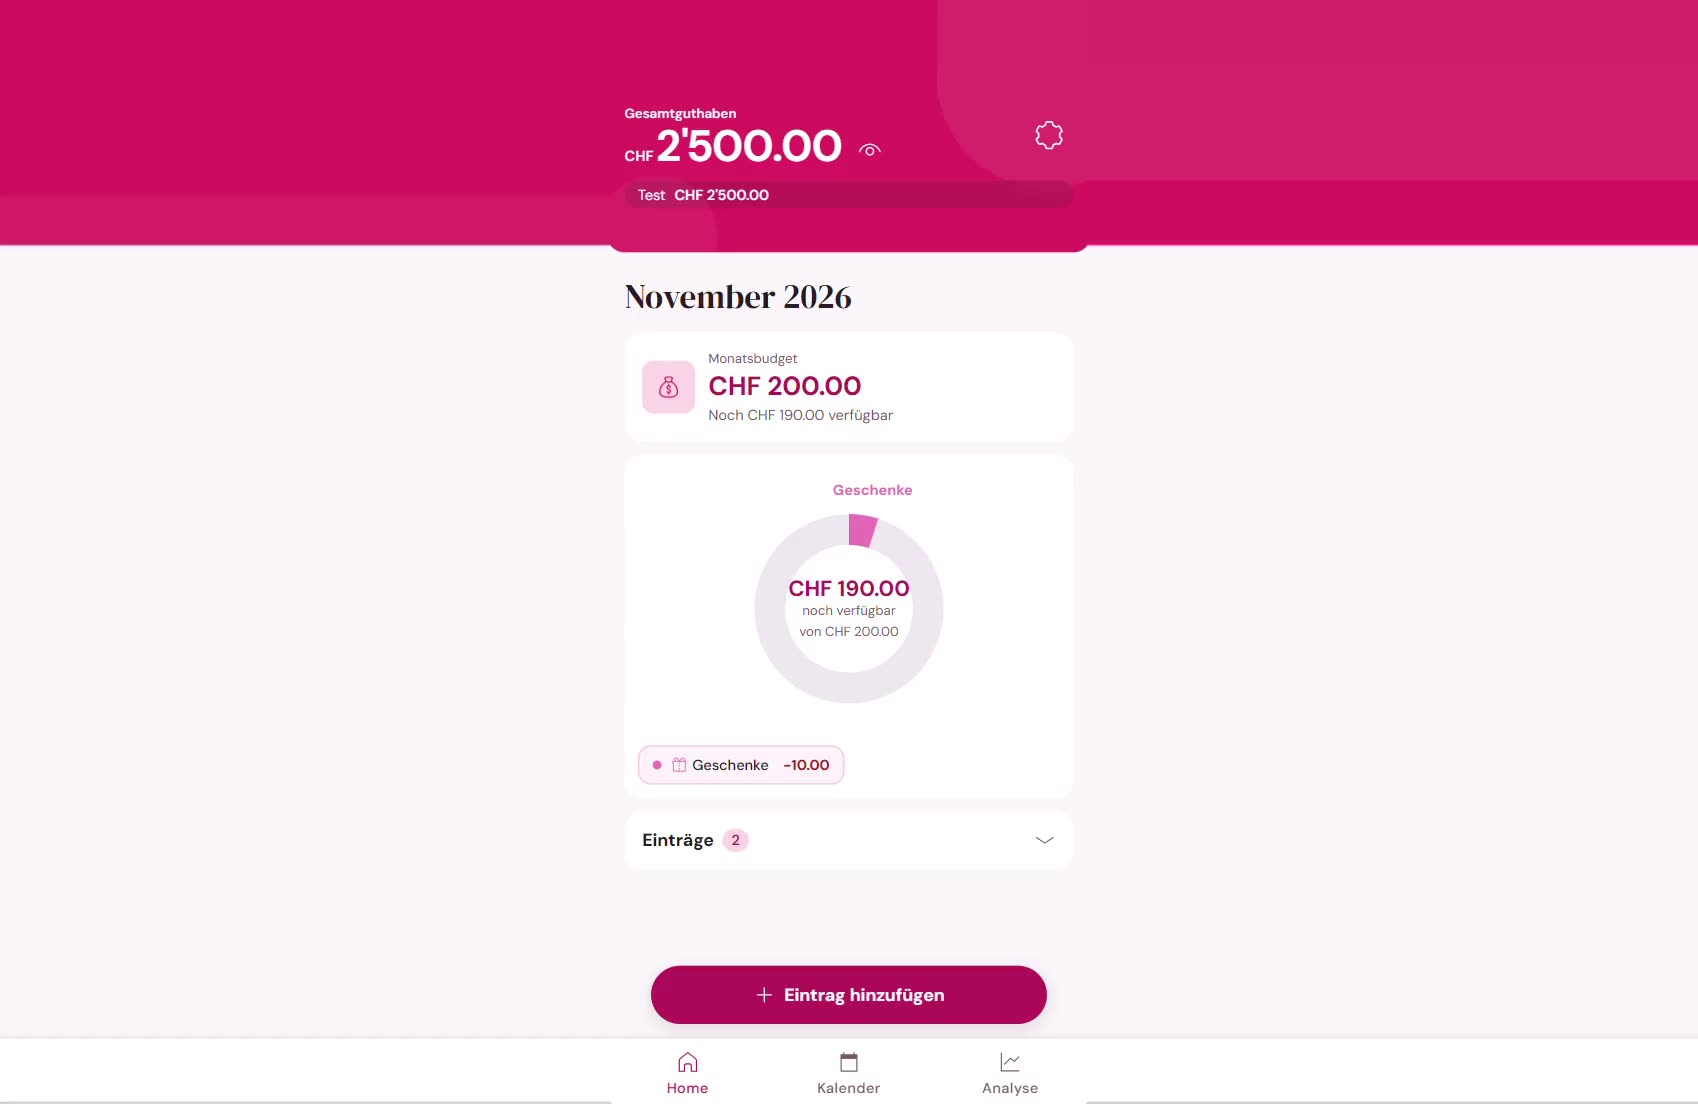 Gesamtguthaben
CHF 2'500.00
Test CHF 2'500.00
November 2026
Monatsbudget
CHF 200.00
Noch CHF 190.00 verfügbar
Geschenke
CHF 190.00
noch verfügbar
von CHF 200.00
Geschenke -10.00
Einträge 2
Eintrag hinzufügen
Home Kalender Analyse